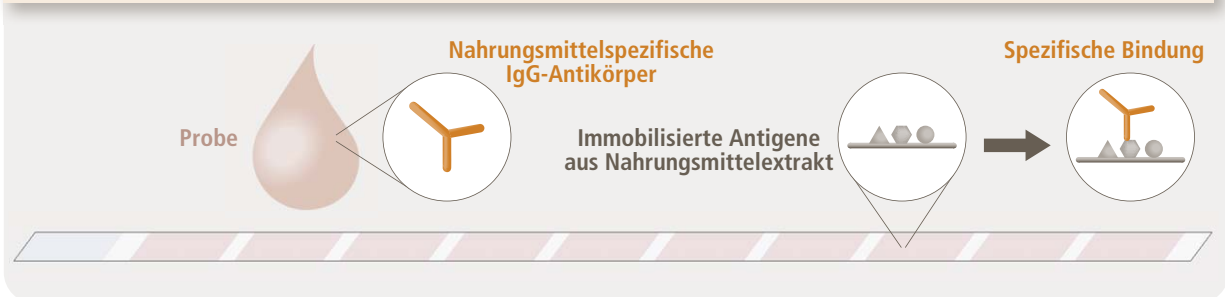 Nahrungsmittelspezifische
IgG-Antikörper
Spezifische Bindung
Probe
Immobilisierte Antigene
aus Nahrungsmittelextrakt